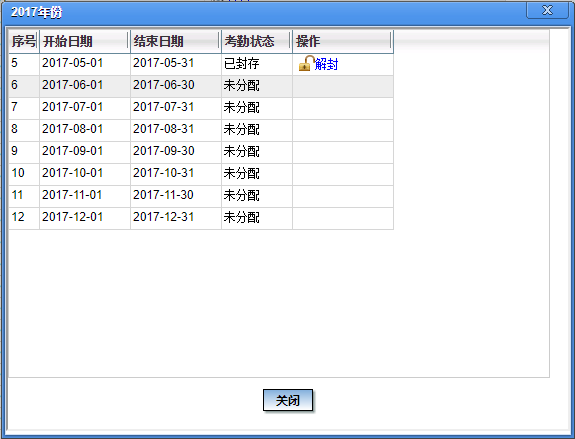 2017年份
序号 开始日期 结束日期 考勤状态 操作
5 2017-05-01 2017-05-31 已封存 解封
6 2017-06-01 2017-06-30 未分配
7 2017-07-01 2017-07-31 未分配
8 2017-08-01 2017-08-31 未分配
9 2017-09-01 2017-09-30 未分配
10 2017-10-01 2017-10-31 未分配
11 2017-11-01 2017-11-30 未分配
12 2017-12-01 2017-12-31 未分配
关闭